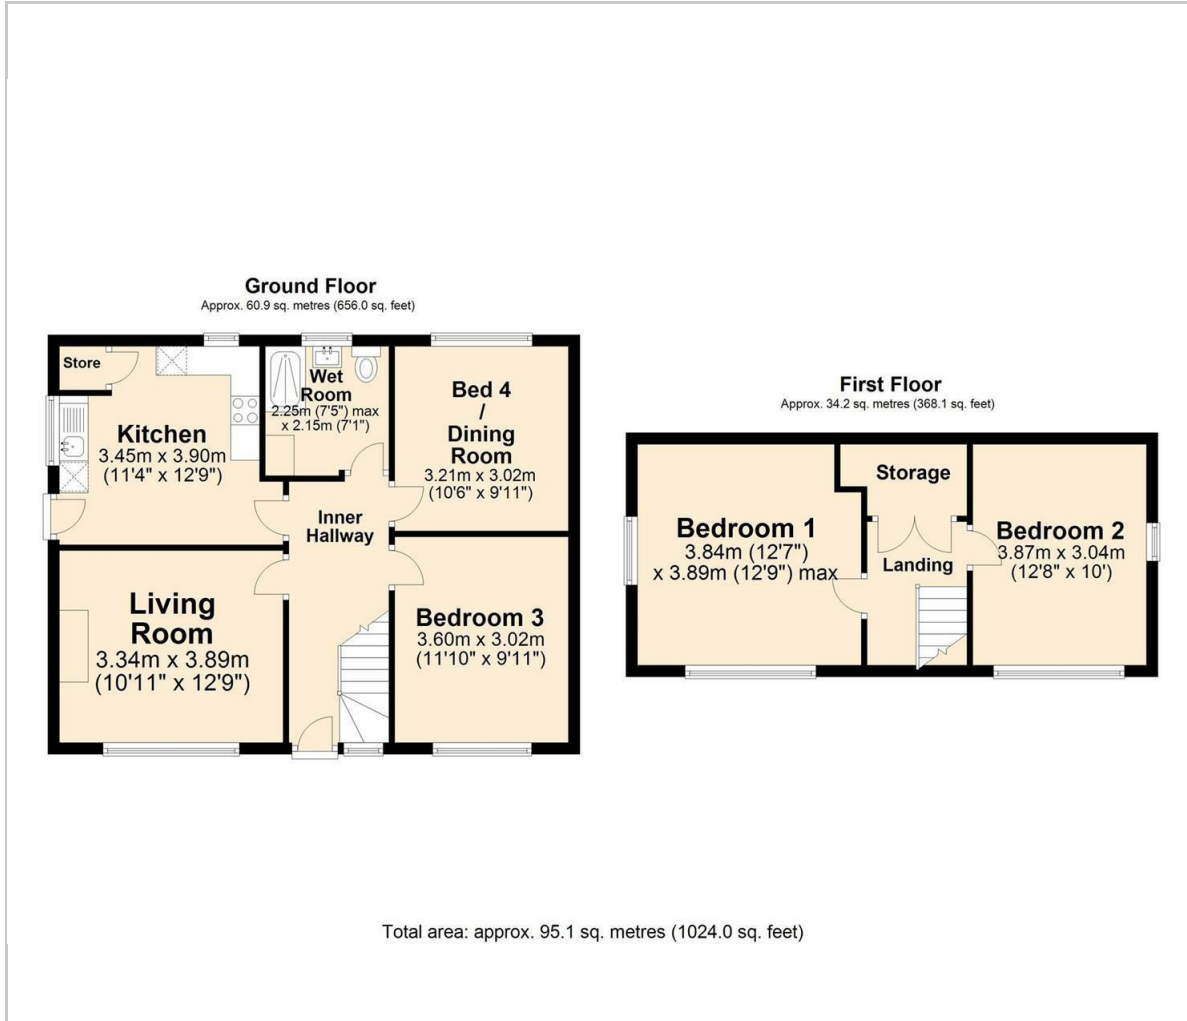 Ground Floor
Approx. 60.9 sq. metres (656.0 sq. feet)
Store
Kitchen
3.45m x 3.90m
(11'4" x 12'9")
Wet
Room
2.25m (7'5") max
x 2.15m (7'1")
Bed 4
/
Dining
Room
3.21m x 3.02m
(10'6" x 9'11")
Inner
Hallway
Living
Room
3.34m x 3.89m
(10'11" x 12'9")
Bedroom 3
3.60m x 3.02m
(11'10" x 9'11")
First Floor
Approx. 34.2 sq. metres (368.1 sq. feet)
Bedroom 1
3.84m (12'7")
x 3.89m (12'9") max
Storage
Landing
Bedroom 2
3.87m x 3.04m
(12'8" x 10')
Total area: approx. 95.1 sq. metres (1024.0 sq. feet)